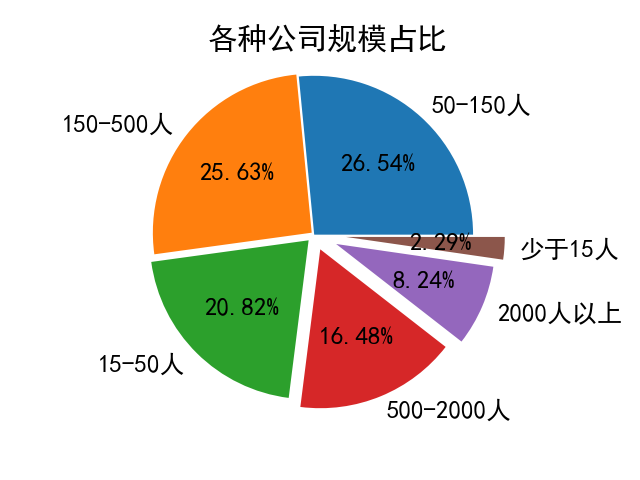 各种公司规模占比
50-150人
150-500人
26.54%
25.63%
2.29%
少于15人
8.24%
20.82%
2000人以上
16.48%
15-50人
500-2000人